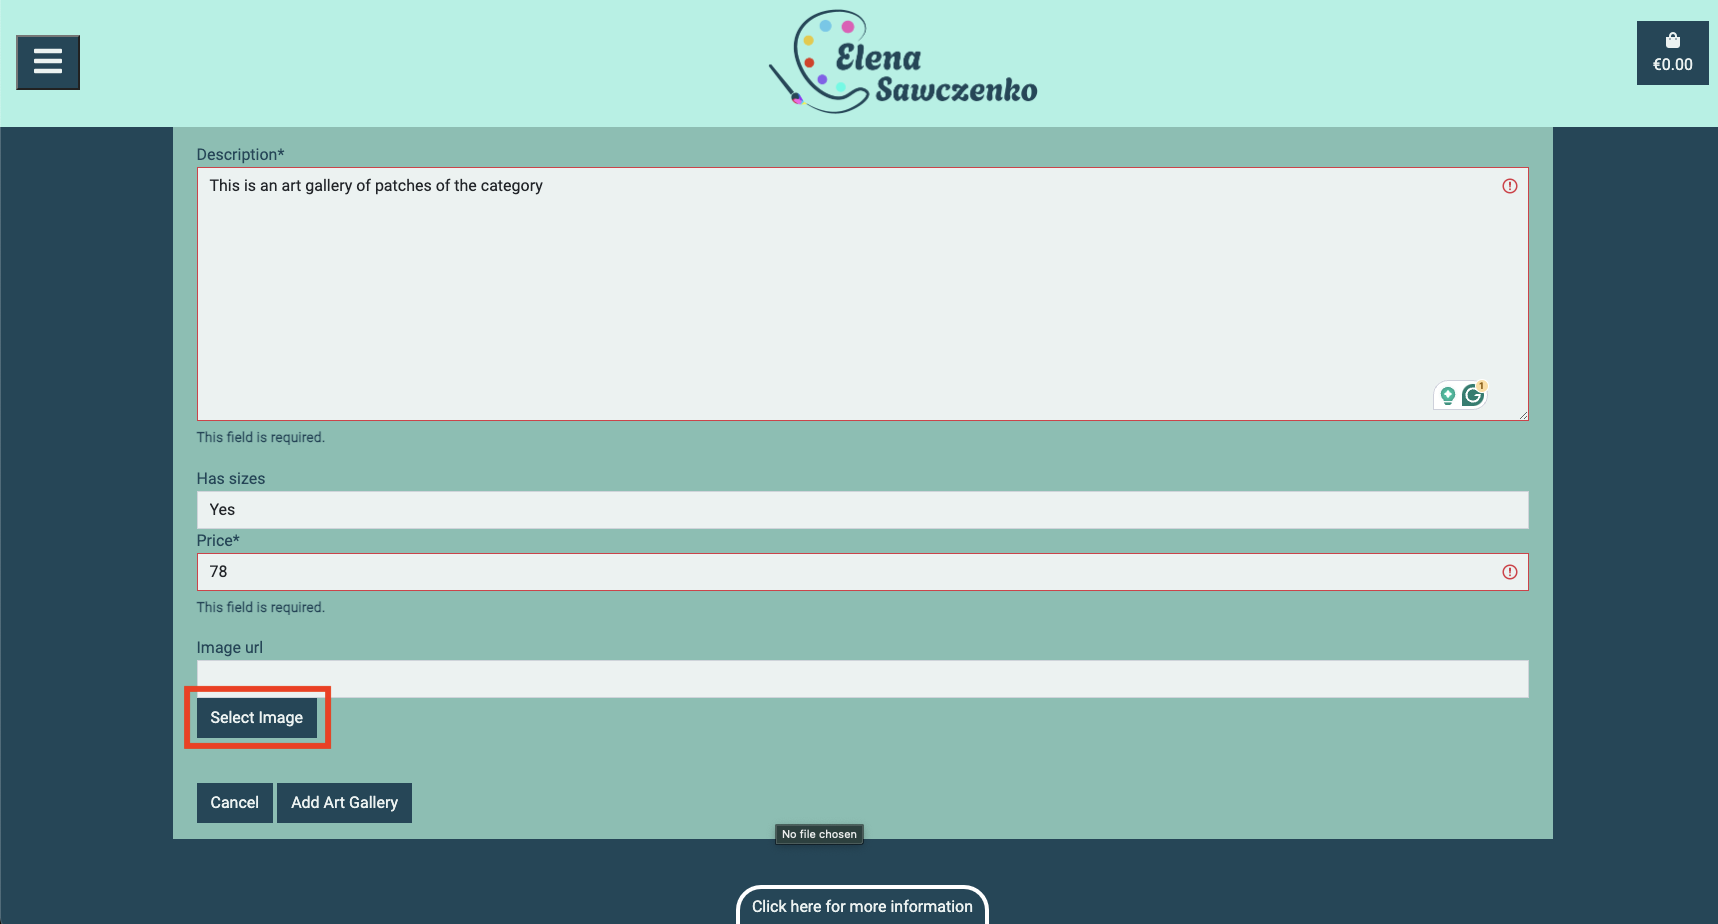 Elena
Sawczenko
€0.00
Description*
This is an art gallery of patches of the category
1
This field is required.
Has sizes
Yes
Price*
78
This field is required.
Image url
Select Image
Cancel
Add Art Gallery
No file chosen
Click here for more information